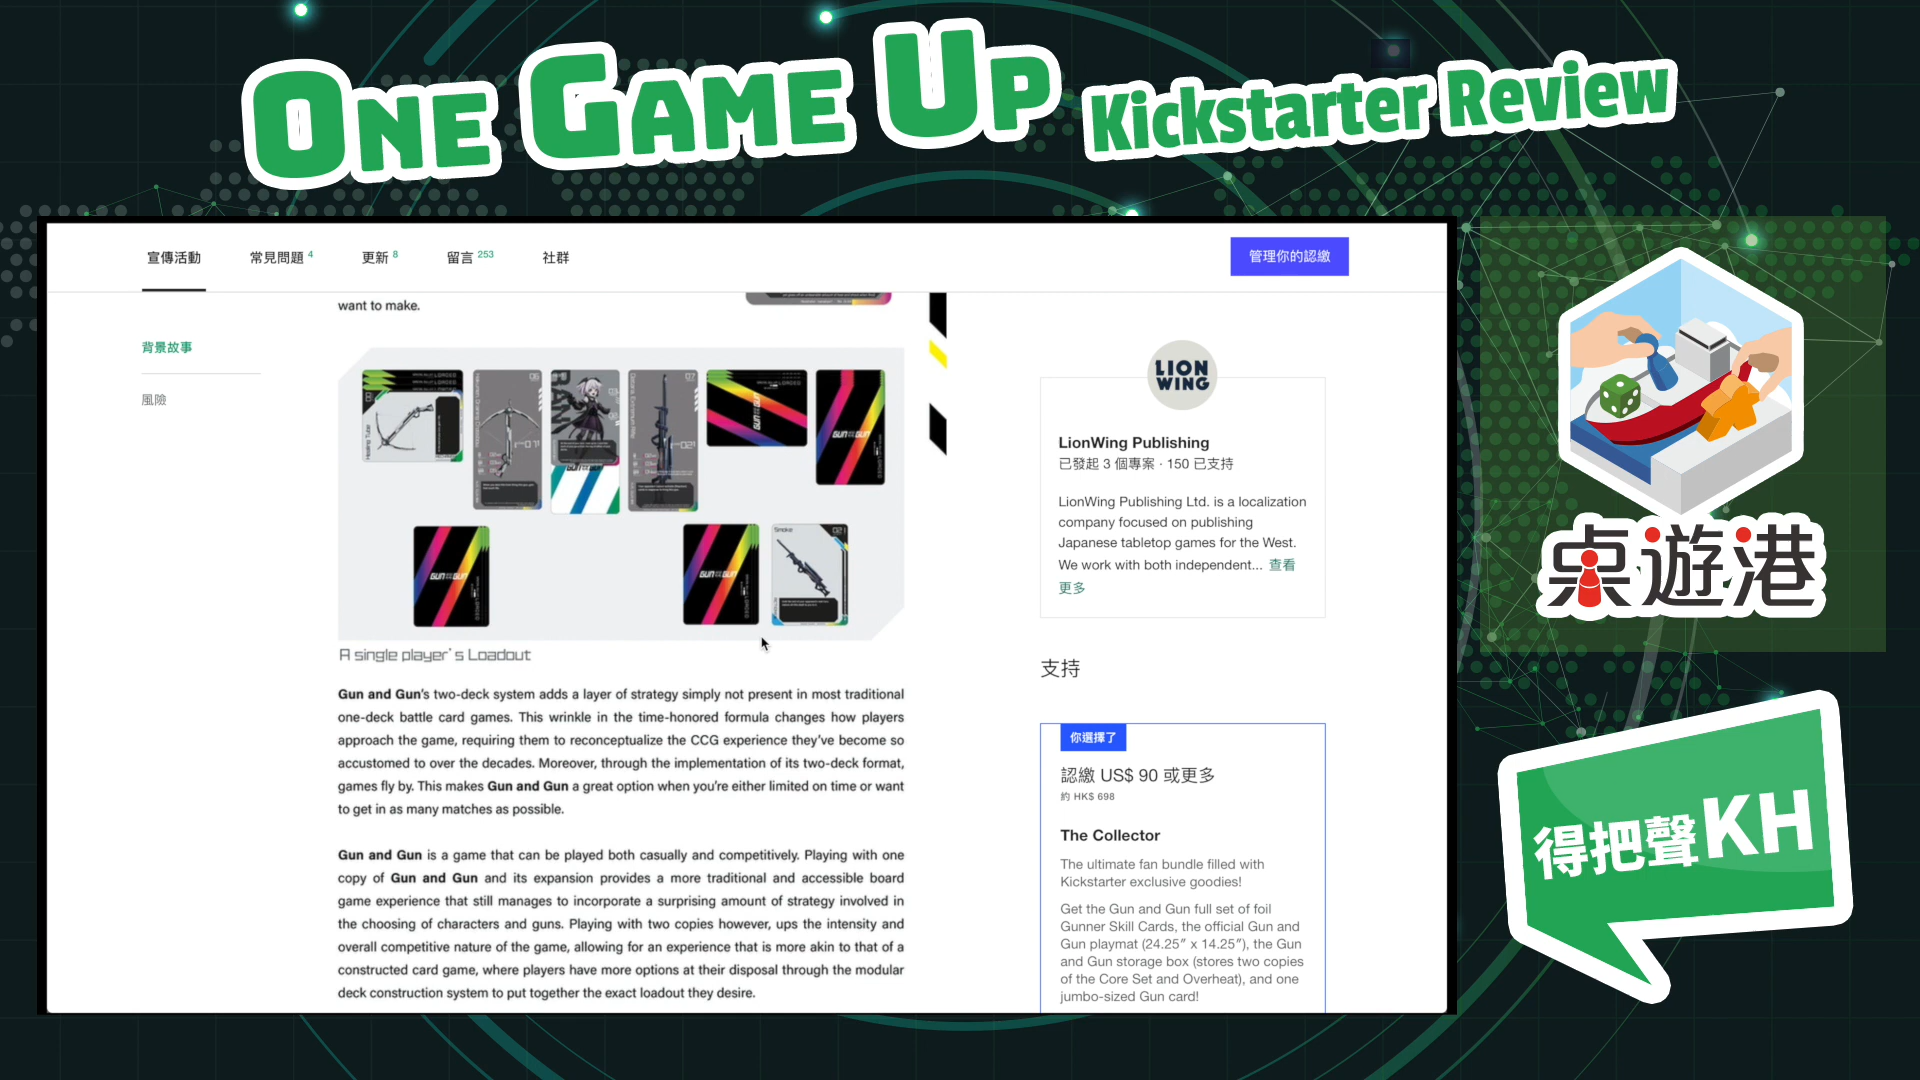 ONE GAME UP Kickstarter Review
宣傳活動 常見問題 4 更新 8 留言 253 社群 管理你的認繳
背景故事
風險
want to make.
GUN AND GUN
GUN AND GUN
GUN AND GUN
GUN AND GUN
Smoke 021
A single player's Loadout
Gun and Gun's two-deck system adds a layer of strategy simply not present in most traditional
one-deck battle card games. This wrinkle in the time-honored formula changes how players
approach the game, requiring them to reconceptualize the CCG experience they've become so
accustomed to over the decades. Moreover, through the implementation of its two-deck format,
games fly by. This makes Gun and Gun a great option when you're either limited on time or want
to get in as many matches as possible.
Gun and Gun is a game that can be played both casually and competitively. Playing with one
copy of Gun and Gun and its expansion provides a more traditional and accessible board
game experience that still manages to incorporate a surprising amount of strategy involved in
the choosing of characters and guns. Playing with two copies however, ups the intensity and
overall competitive nature of the game, allowing for an experience that is more akin to that of a
constructed card game, where players have more options at their disposal through the modular
deck construction system to put together the exact loadout they desire.
LION
WING
LionWing Publishing
已發起 3 個專案 · 150 已支持
LionWing Publishing Ltd. is a localization
company focused on publishing
Japanese tabletop games for the West.
We work with both independent... 查看
更多
支持
你選擇了
認繳 US$ 90 或更多
約 HK$ 698
The Collector
The ultimate fan bundle filled with
Kickstarter exclusive goodies!
Get the Gun and Gun full set of foil
Gunner Skill Cards, the official Gun and
Gun playmat (24.25″ x 14.25″), the Gun
and Gun storage box (stores two copies
of the Core Set and Overheat), and one
jumbo-sized Gun card!
桌遊港
得把聲KH